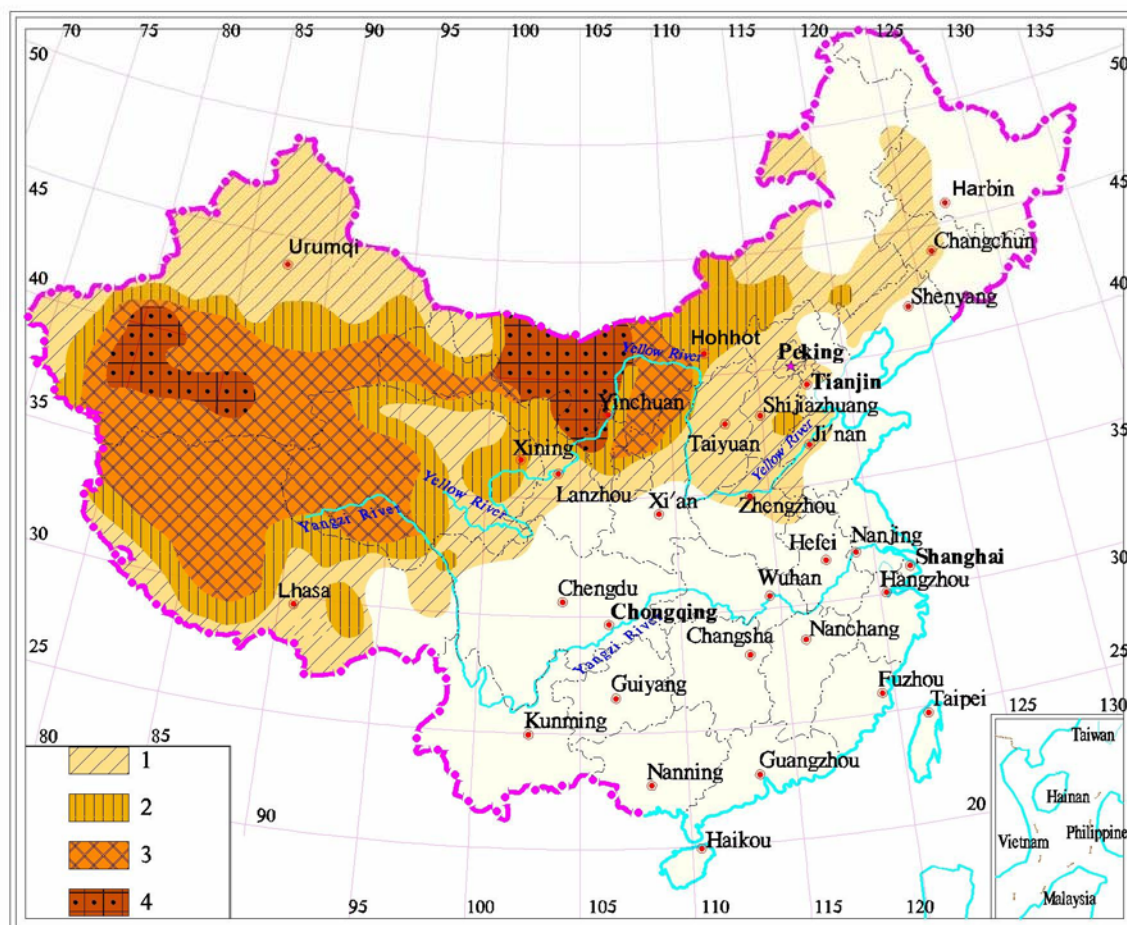 70 75 80 85 90 95 100 105 110 115 120 125 130 135
50 50
45 45
40 40
35 35
30 30
25 25
Harbin
Changchun
Urumqi
Shenyang
Hohhot
Yellow River
Peking
Tianjin
Yinchuan
Shijiazhuang
Taiyuan
Ji'nan
Yellow River
Xining
Yellow River
Lanzhou
Xi'an
Zhengzhou
Yangzi River
Nanjing
Hefei
Shanghai
Hangzhou
Lhasa
Chengdu
Wuhan
Chongqing
Yangzi River
Changsha
Nanchang
Guiyang
Fuzhou
Taipei
Kunming
Guangzhou
Nanning
Haikou
80 85
90
20
125 130
Taiwan
Hainan
Vietnam
Philippine
Malaysia
1
2
3
4
95 100 105 110 115 120